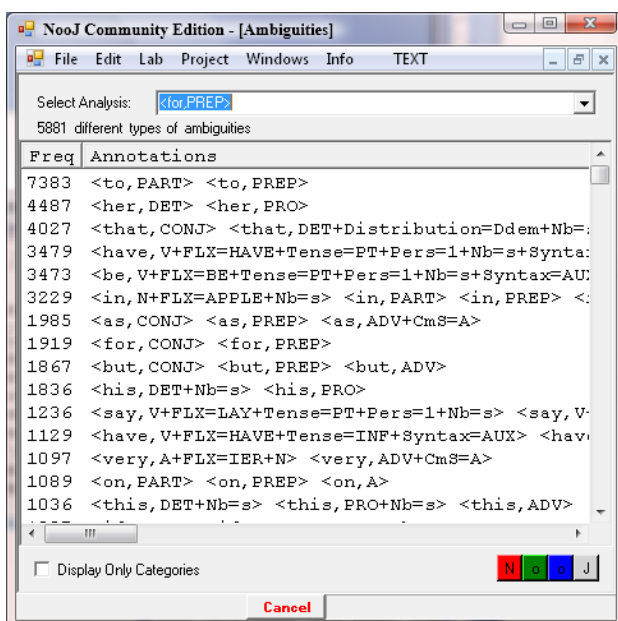 NooJ Community Edition - [Ambiguities]
File Edit Lab Project Windows Info TEXT
Select Analysis: <for,PREP>
5881 different types of ambiguities
Freq Annotations
7383 <to,PART> <to,PREP>
4487 <her,DET> <her,PRO>
4027 <that,CONJ> <that,DET+Distribution=Ddem+Nb=
3479 <have,V+FLX=HAVE+Tense=PT+Pers=1+Nb=s+Synta
3473 <be,V+FLX=BE+Tense=PT+Pers=1+Nb=s+Syntax=AU
3229 <in,N+FLX=APPLE+Nb=s> <in,PART> <in,PREP> <
1985 <as,CONJ> <as,PREP> <as,ADV+CmS=A>
1919 <for,CONJ> <for,PREP>
1867 <but,CONJ> <but,PREP> <but,ADV>
1836 <his,DET+Nb=s> <his,PRO>
1236 <say,V+FLX=LAY+Tense=PT+Pers=1+Nb=s> <say,V
1129 <have,V+FLX=HAVE+Tense=INF+Syntax=AUX> <hav
1097 <very,A+FLX=IER+N> <very,ADV+CmS=A>
1089 <on,PART> <on,PREP> <on,A>
1036 <this,DET+Nb=s> <this,PRO+Nb=s> <this,ADV>
Display Only Categories
N o o J
Cancel